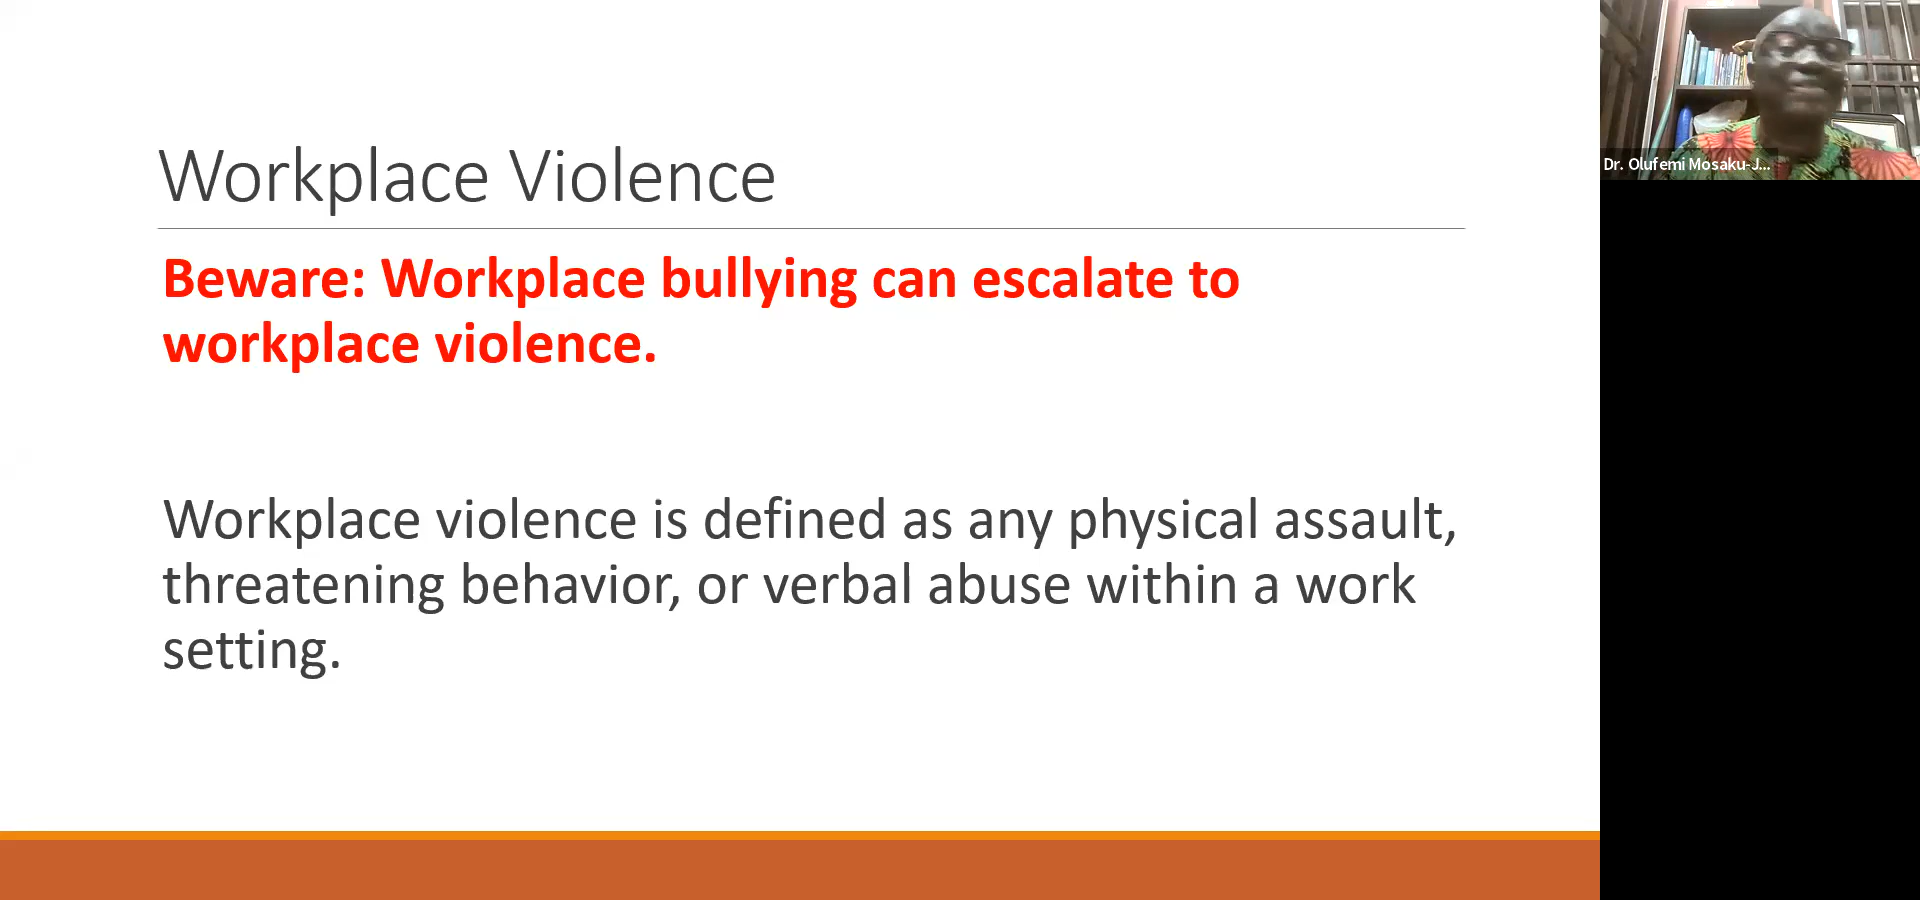 Workplace Violence
Beware: Workplace bullying can escalate to
workplace violence.
Workplace violence is defined as any physical assault,
threatening behavior, or verbal abuse within a work
setting.
Dr. Olufemi Mosaku-J...